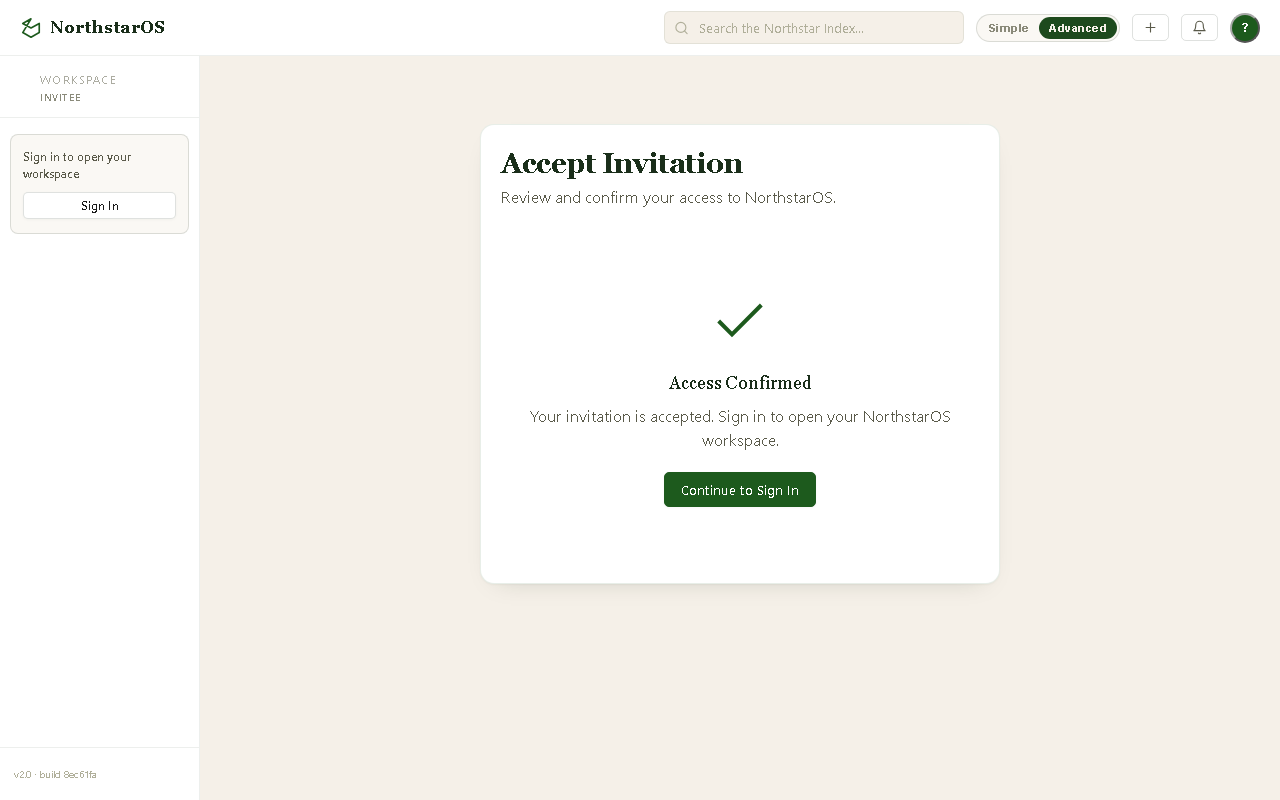 NorthstarOS
Search the Northstar Index...
Simple
Advanced
?
WORKSPACE
INVITEE
Sign in to open your
workspace
Sign In
Accept Invitation
Review and confirm your access to NorthstarOS.
Access Confirmed
Your invitation is accepted. Sign in to open your NorthstarOS
workspace.
Continue to Sign In
v2.0 · build 8ec61fa